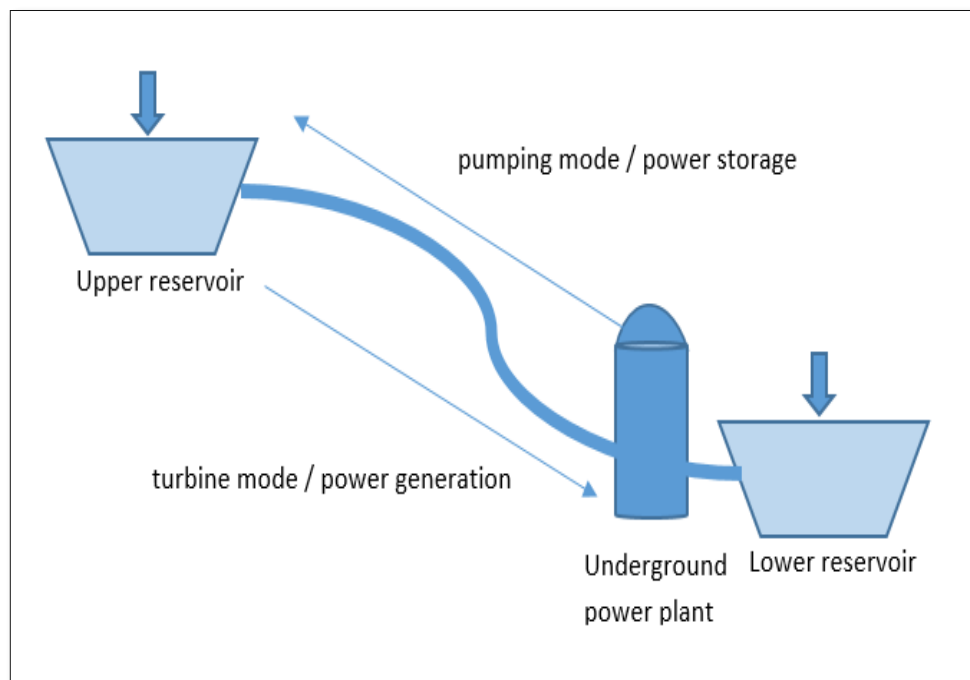 pumping mode / power storage
Upper reservoir
turbine mode / power generation
Underground
power plant
Lower reservoir